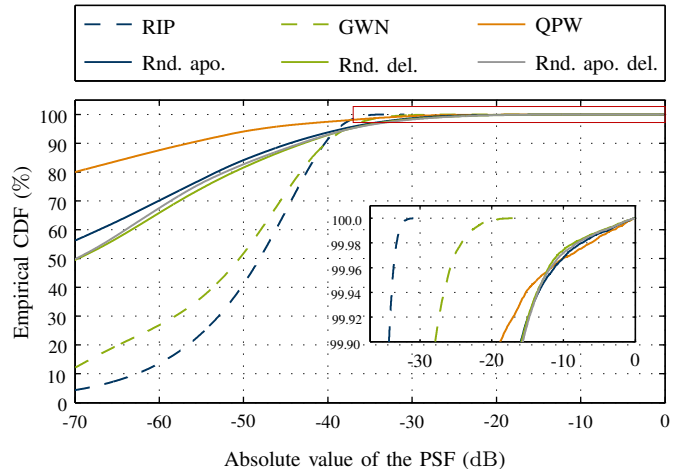 RIP GWN QPW
Rnd. apo. Rnd. del. Rnd. apo. del.
Empirical CDF (%)
100
90
80
70
60
50
40
30
20
10
0
-70 -60 -50 -40 -30 -20 -10 0
100.0
99.98
99.96
99.94
99.92
99.90
-30 -20 -10 0
Absolute value of the PSF (dB)